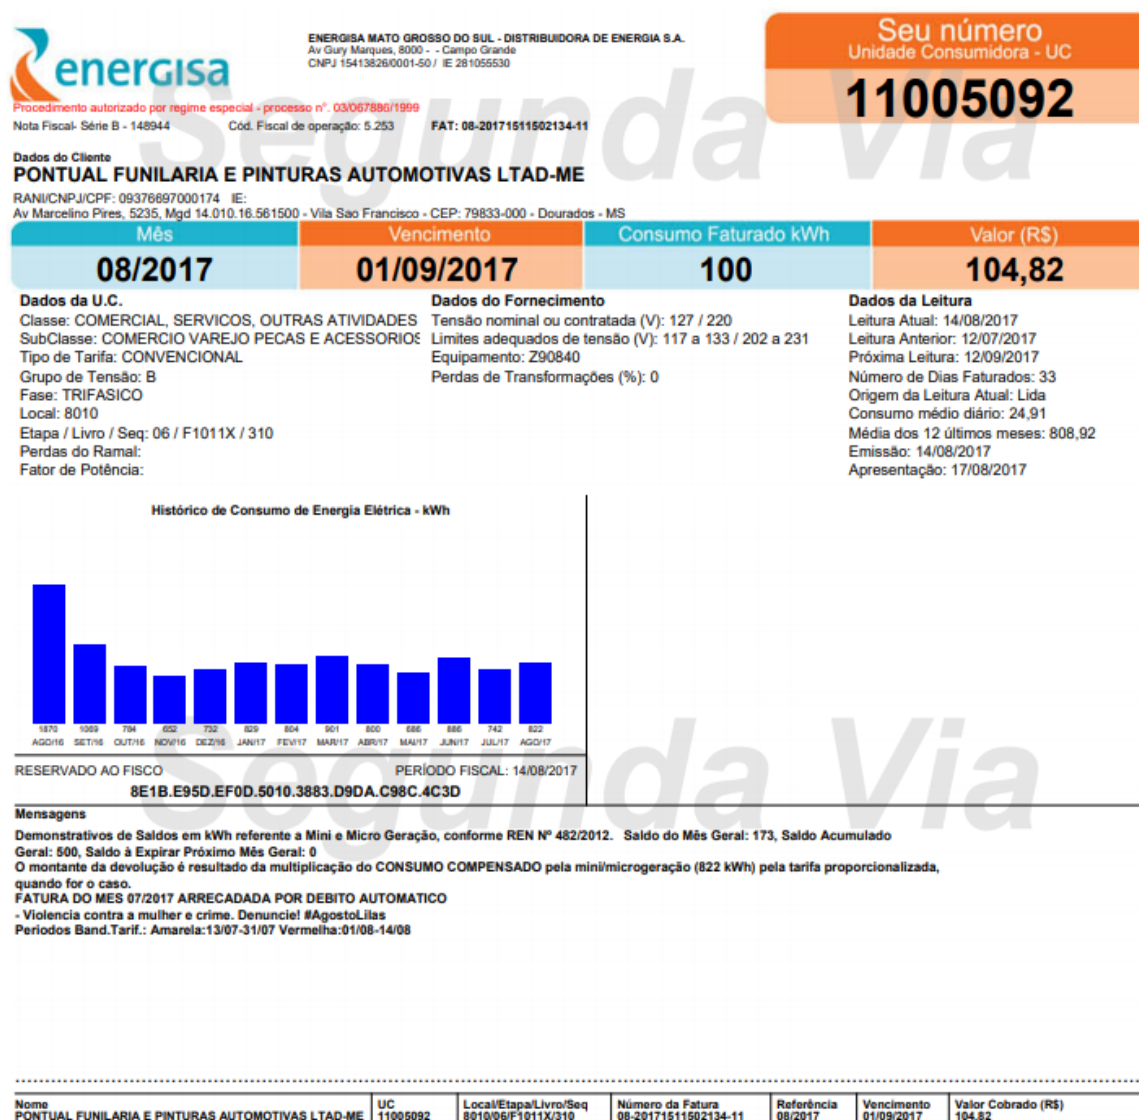 energisa
ENERGISA MATO GROSSO DO SUL - DISTRIBUIDORA DE ENERGIA S.A.
Av Gury Marques, 8000 - - Campo Grande
CNPJ 15413826/0001-50 / IE 281055530
Seu número
Unidade Consumidora - UC
11005092
Segunda Via
Procedimento autorizado por regime especial - processo n°. 03/067886/1999
Nota Fiscal- Série B - 148944 Cód. Fiscal de operação: 5.253 FAT: 08-20171511502134-11
Dados do Cliente
PONTUAL FUNILARIA E PINTURAS AUTOMOTIVAS LTAD-ME
RANI/CNPJ/CPF: 09376697000174 IE:
Av Marcelino Pires, 5235, Mgd 14.010.16.561500 - Vila Sao Francisco - CEP: 79833-000 - Dourados - MS
Mês Vencimento Consumo Faturado kWh Valor (R$)
08/2017 01/09/2017 100 104,82
Dados da U.C.
Classe: COMERCIAL, SERVICOS, OUTRAS ATIVIDADES
SubClasse: COMERCIO VAREJO PECAS E ACESSORIOS
Tipo de Tarifa: CONVENCIONAL
Grupo de Tensão: B
Fase: TRIFASICO
Local: 8010
Etapa / Livro / Seq: 06 / F1011X / 310
Perdas do Ramal:
Fator de Potência:
Dados do Fornecimento
Tensão nominal ou contratada (V): 127 / 220
Limites adequados de tensão (V): 117 a 133 / 202 a 231
Equipamento: Z90840
Perdas de Transformações (%): 0
Dados da Leitura
Leitura Atual: 14/08/2017
Leitura Anterior: 12/07/2017
Próxima Leitura: 12/09/2017
Número de Dias Faturados: 33
Origem da Leitura Atual: Lida
Consumo médio diário: 24,91
Média dos 12 últimos meses: 808,92
Emissão: 14/08/2017
Apresentação: 17/08/2017
Histórico de Consumo de Energia Elétrica - kWh
1870 1069 784 652 732 829 804 901 800 686 886 742 822
AGO/16 SET/16 OUT/16 NOV/16 DEZ/16 JAN/17 FEV/17 MAR/17 ABR/17 MAI/17 JUN/17 JUL/17 AGO/17
Segunda Via
RESERVADO AO FISCO PERÍODO FISCAL: 14/08/2017
8E1B.E95D.EF0D.5010.3883.D9DA.C98C.4C3D
Mensagens
Demonstrativos de Saldos em kWh referente a Mini e Micro Geração, conforme REN Nº 482/2012. Saldo do Mês Geral: 173, Saldo Acumulado
Geral: 500, Saldo à Expirar Próximo Mês Geral: 0
O montante da devolução é resultado da multiplicação do CONSUMO COMPENSADO pela mini/microgeração (822 kWh) pela tarifa proporcionalizada,
quando for o caso.
FATURA DO MES 07/2017 ARRECADADA POR DEBITO AUTOMATICO
- Violencia contra a mulher e crime. Denuncie! #AgostoLilas
Periodos Band.Tarif.: Amarela:13/07-31/07 Vermelha:01/08-14/08
Nome UC Local/Etapa/Livro/Seq Número da Fatura Referência Vencimento Valor Cobrado (R$)
PONTUAL FUNILARIA E PINTURAS AUTOMOTIVAS LTAD-ME 11005092 8010/06/F1011X/310 08-20171511502134-11 08/2017 01/09/2017 104,82